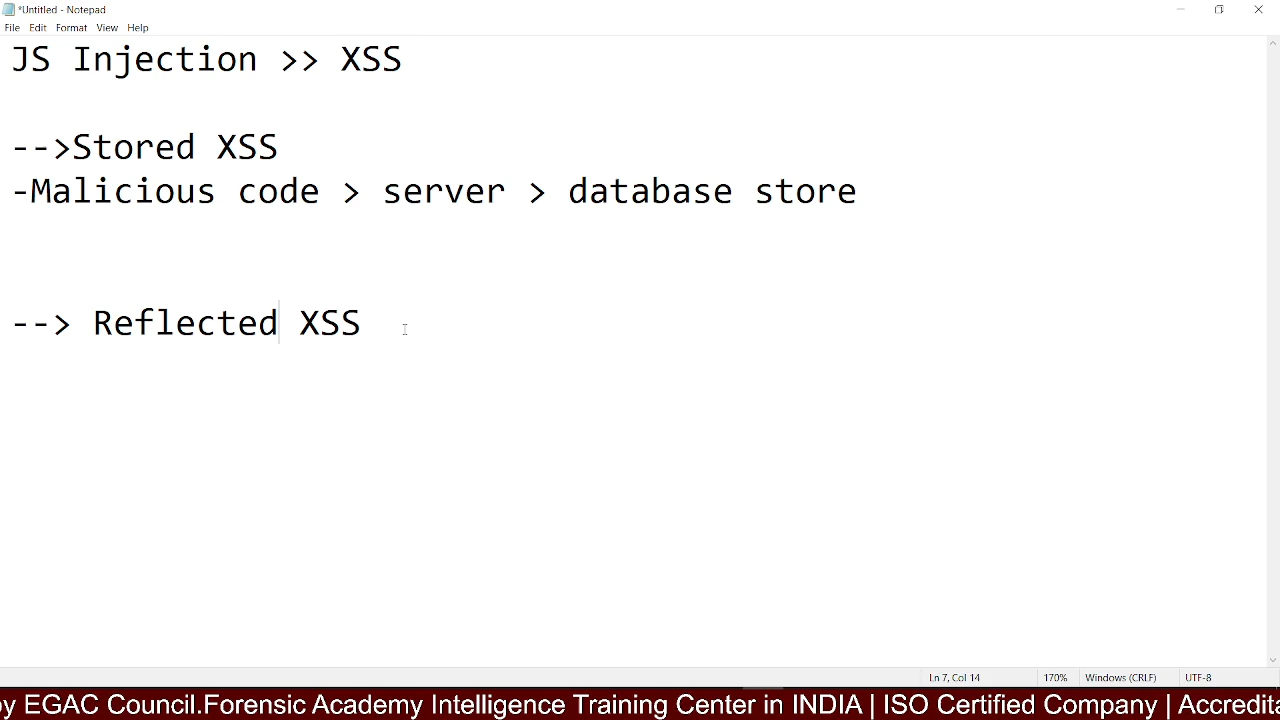 *Untitled - Notepad
File Edit Format View Help
JS Injection >> XSS
-->Stored XSS
-Malicious code > server > database store
--> Reflected XSS
Ln 7, Col 14 170% Windows (CRLF) UTF-8
by EGAC Council.Forensic Academy Intelligence Training Center in INDIA | ISO Certified Company | Accredita